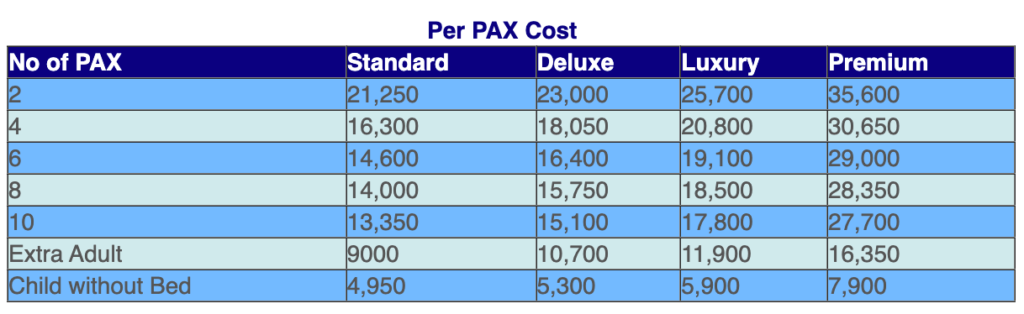 Per PAX Cost
No of PAX Standard Deluxe Luxury Premium
2 21,250 23,000 25,700 35,600
4 16,300 18,050 20,800 30,650
6 14,600 16,400 19,100 29,000
8 14,000 15,750 18,500 28,350
10 13,350 15,100 17,800 27,700
Extra Adult 9000 10,700 11,900 16,350
Child without Bed 4,950 5,300 5,900 7,900